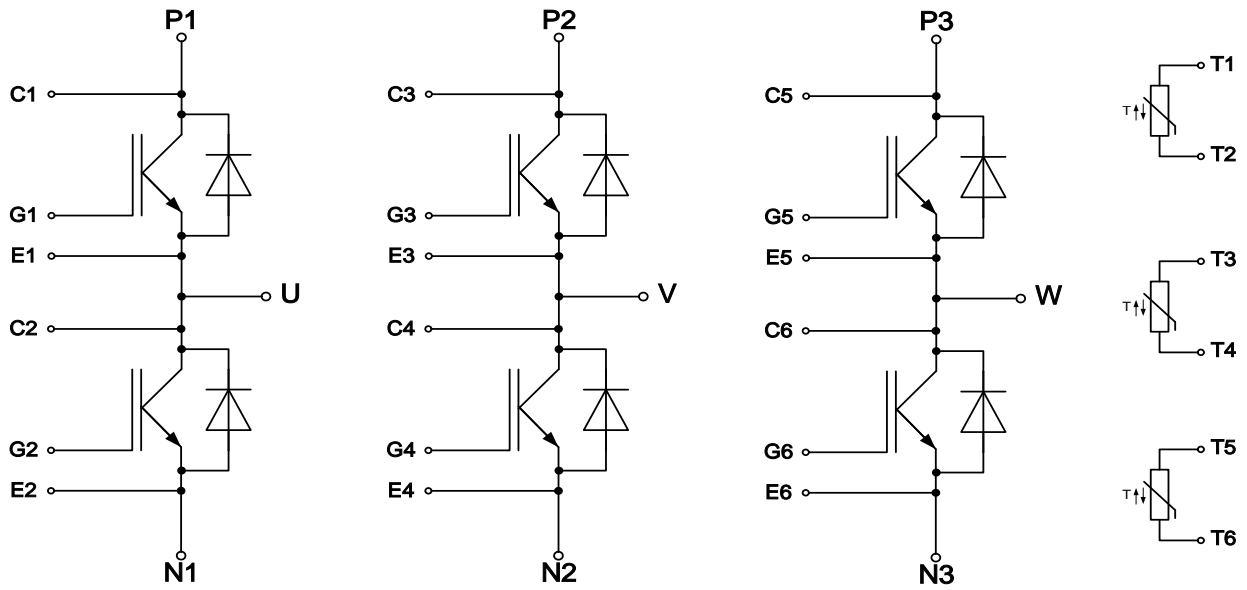 P1 P2 P3
C1 C3 C5 T1
T
T2
G1 G3 G5
E1 E3 E5 T3
U V W
T
C2 C4 C6
T4
G2 G4 G6 T5
E2 E4 E6 T
T6
N1 N2 N3